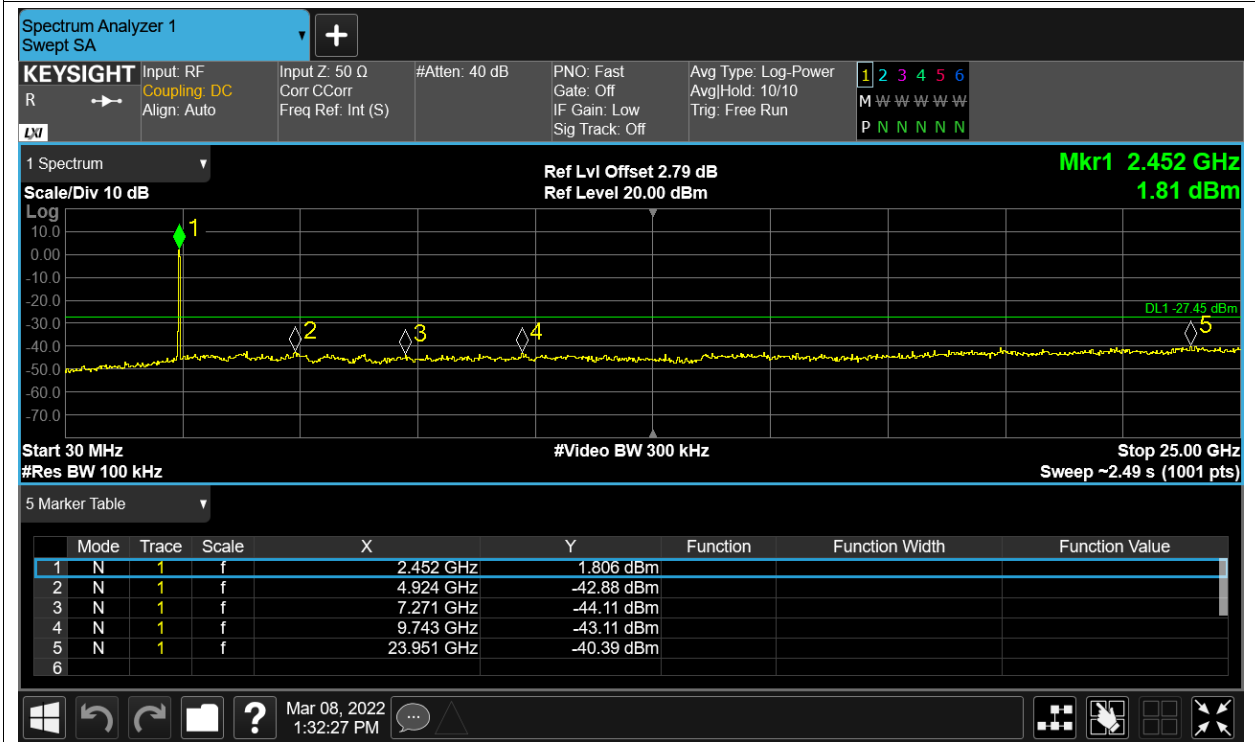 Spectrum Analyzer 1
Swept SA
+
KEYSIGHT Input: RF Input Z: 50 Ω #Atten: 40 dB PNO: Fast Avg Type: Log-Power 1 2 3 4 5 6
R Coupling: DC Corr CCorr Gate: Off Avg|Hold: 10/10 M W W W W W
Align: Auto Freq Ref: Int (S) IF Gain: Low Trig: Free Run
LXI Sig Track: Off P N N N N N
1 Spectrum Ref Lvl Offset 2.79 dB Mkr1 2.452 GHz
Scale/Div 10 dB Ref Level 20.00 dBm 1.81 dBm
Log
10.0 1
0.00
-10.0
-20.0 DL1 -27.45 dBm
-30.0 2 3 4 5
-40.0
-50.0
-60.0
-70.0
Start 30 MHz #Video BW 300 kHz Stop 25.00 GHz
#Res BW 100 kHz Sweep ~2.49 s (1001 pts)
5 Marker Table
Mode Trace Scale X Y Function Function Width Function Value
1 N 1 f 2.452 GHz 1.806 dBm
2 N 1 f 4.924 GHz -42.88 dBm
3 N 1 f 7.271 GHz -44.11 dBm
4 N 1 f 9.743 GHz -43.11 dBm
5 N 1 f 23.951 GHz -40.39 dBm
6
? Mar 08, 2022
1:32:27 PM